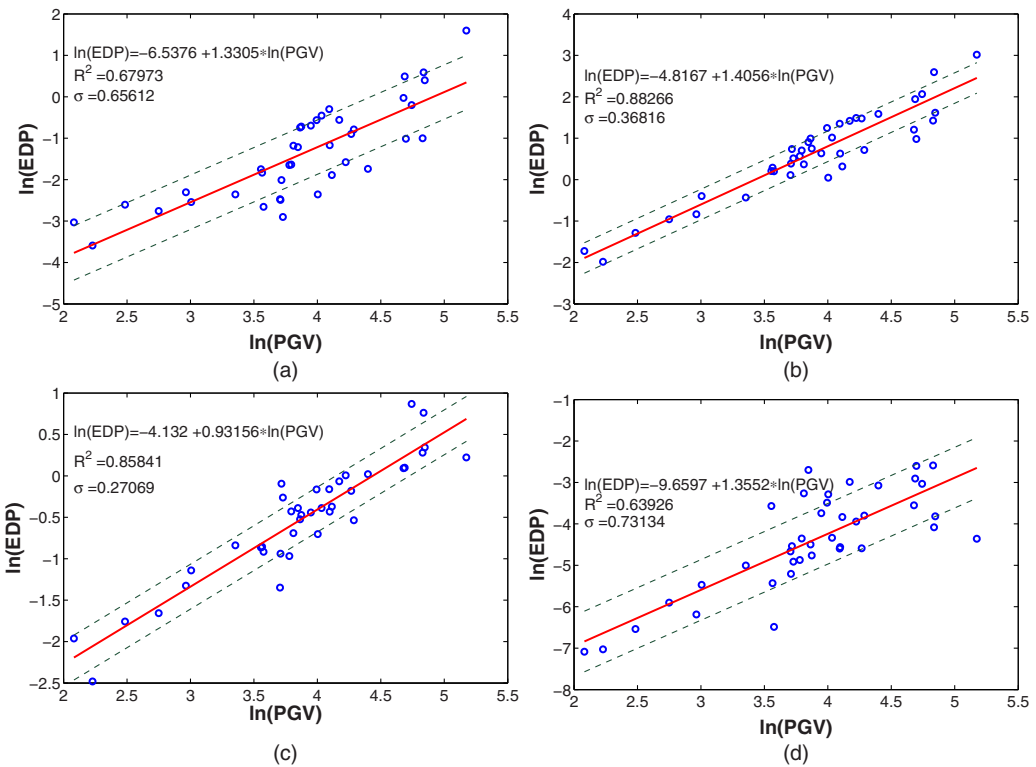 2
1
0
−1
−2
−3
−4
−5
ln(EDP)
ln(EDP)=−6.5376 +1.3305*ln(PGV)
R² =0.67973
σ =0.65612
2 2.5 3 3.5 4 4.5 5 5.5
ln(PGV)
(a)
4
3
2
1
0
−1
−2
−3
ln(EDP)
ln(EDP)=−4.8167 +1.4056*ln(PGV)
R² =0.88266
σ =0.36816
2 2.5 3 3.5 4 4.5 5 5.5
ln(PGV)
(b)
1
0.5
0
−0.5
−1
−1.5
−2
−2.5
ln(EDP)
ln(EDP)=−4.132 +0.93156*ln(PGV)
R² =0.85841
σ =0.27069
2 2.5 3 3.5 4 4.5 5 5.5
ln(PGV)
(c)
−1
−2
−3
−4
−5
−6
−7
−8
ln(EDP)
ln(EDP)=−9.6597 +1.3552*ln(PGV)
R² =0.63926
σ =0.73134
2 2.5 3 3.5 4 4.5 5 5.5
ln(PGV)
(d)